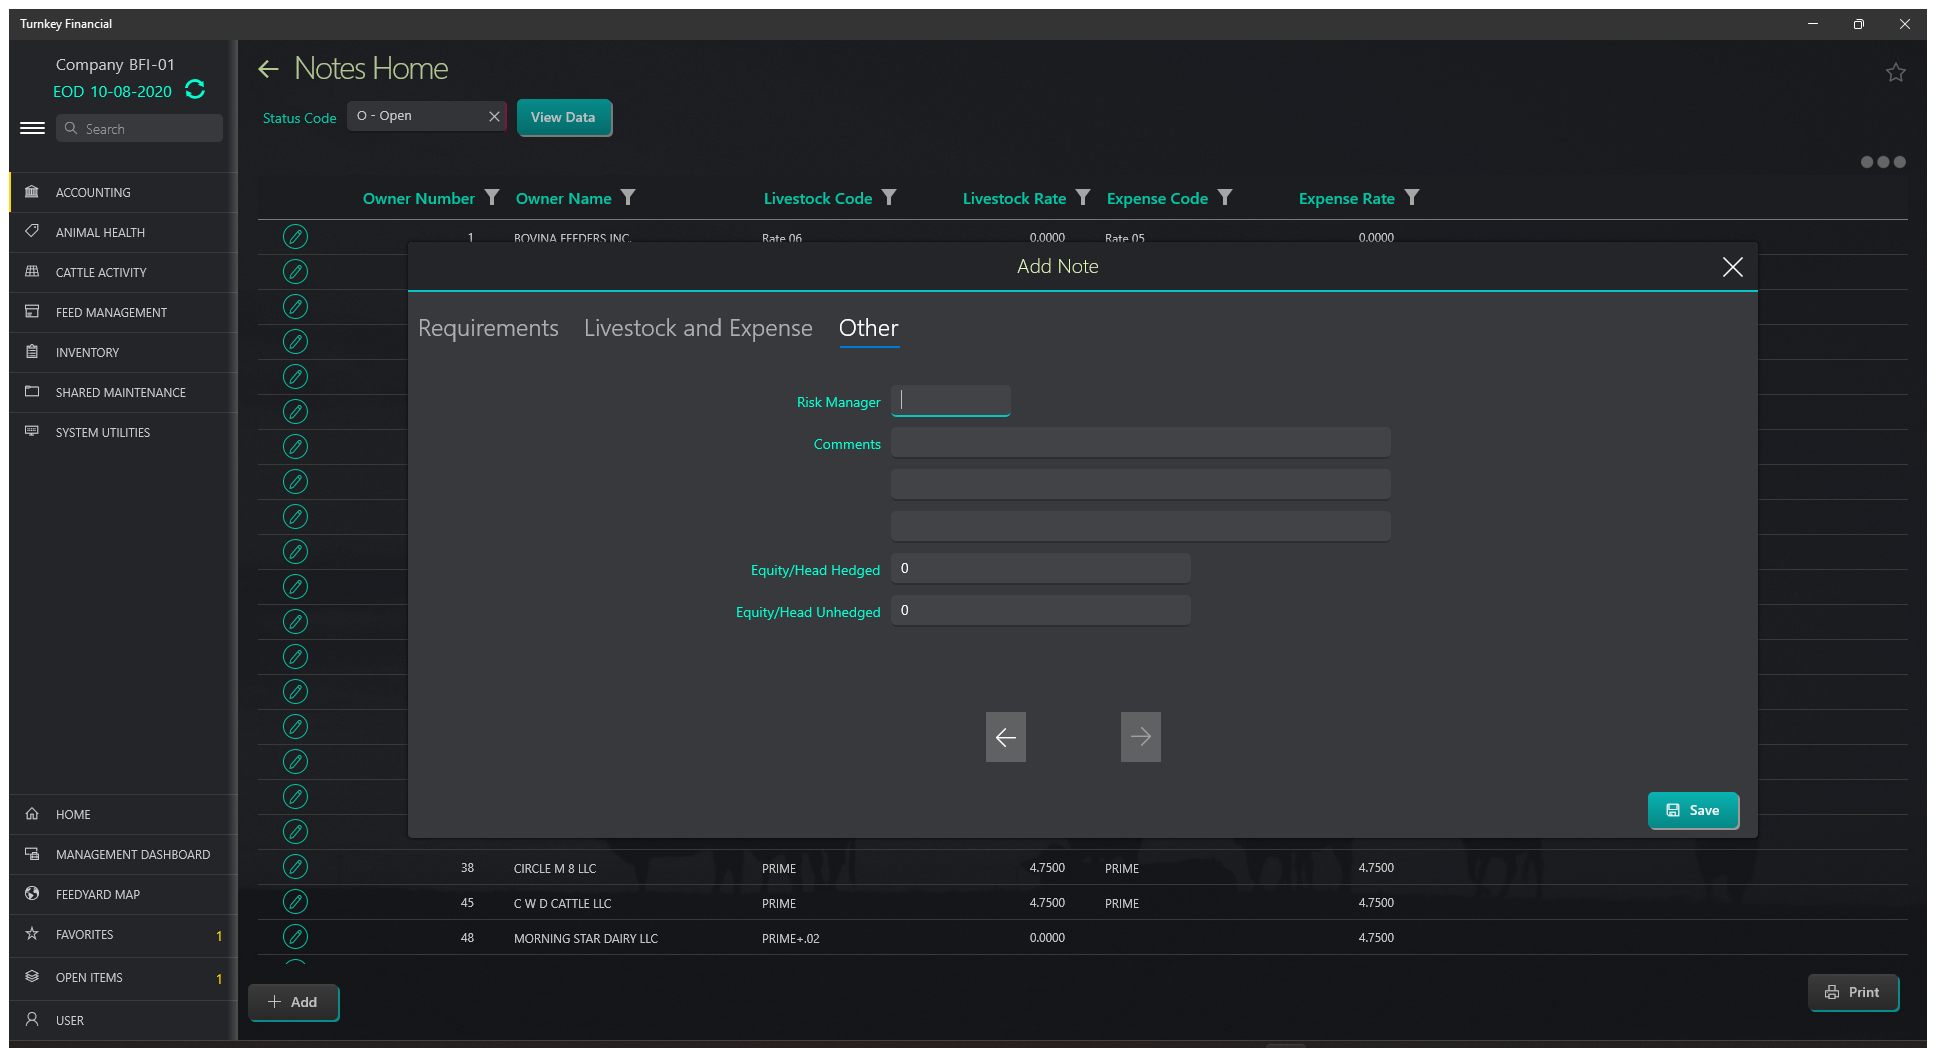 Turnkey Financial
Company BFI-01
EOD 10-08-2020
Search
ACCOUNTING
ANIMAL HEALTH
CATTLE ACTIVITY
FEED MANAGEMENT
INVENTORY
SHARED MAINTENANCE
SYSTEM UTILITIES
HOME
MANAGEMENT DASHBOARD
FEEDYARD MAP
FAVORITES 1
OPEN ITEMS 1
USER
Notes Home
Status Code O - Open View Data
Owner Number Owner Name Livestock Code Livestock Rate Expense Code Expense Rate
1 BOVINA FEEDERS INC. Rate 06 0.0000 Rate 05 0.0000
Add Note
Requirements Livestock and Expense Other
Risk Manager
Comments
Equity/Head Hedged 0
Equity/Head Unhedged 0
Save
38 CIRCLE M 8 LLC PRIME 4.7500 PRIME 4.7500
45 C W D CATTLE LLC PRIME 4.7500 PRIME 4.7500
48 MORNING STAR DAIRY LLC PRIME+.02 0.0000 4.7500
Add
Print